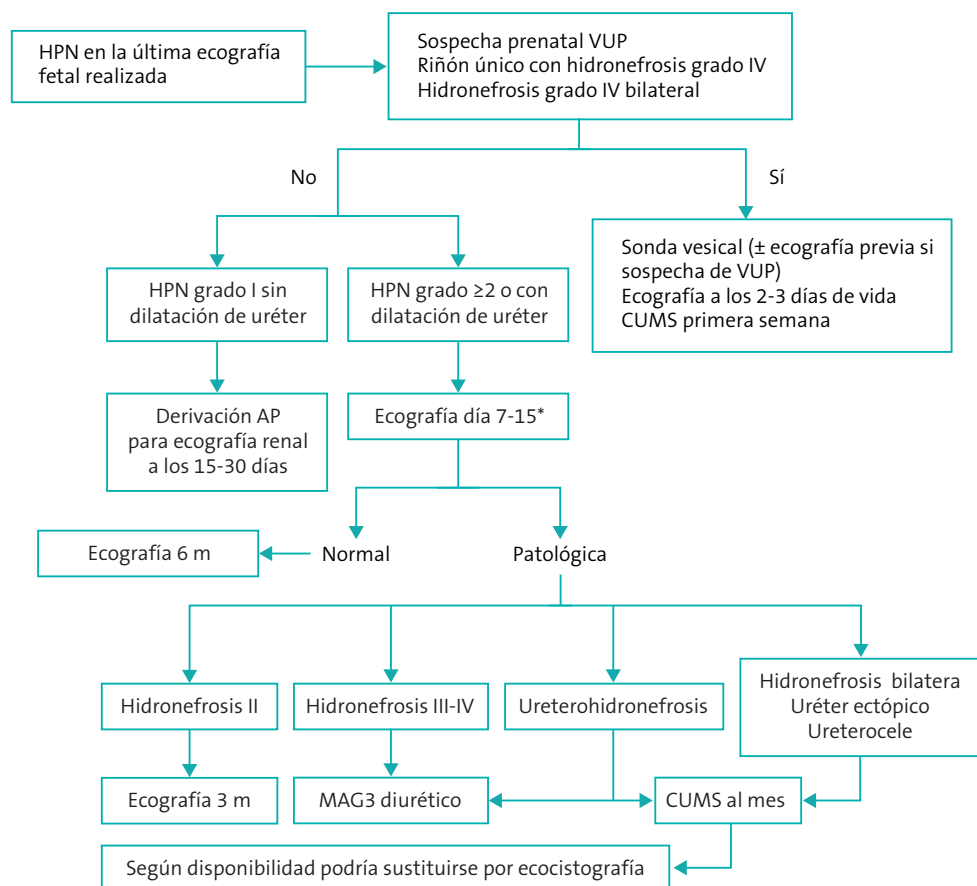 HPN en la última ecografía
fetal realizada
Sospecha prenatal VUP
Riñón único con hidronefrosis grado IV
Hidronefrosis grado IV bilateral
No
Sí
HPN grado I sin
dilatación de uréter
HPN grado ≥2 o con
dilatación de uréter
Sonda vesical (± ecografía previa si
sospecha de VUP)
Ecografía a los 2-3 días de vida
CUMS primera semana
Derivación AP
para ecografía renal
a los 15-30 días
Ecografía día 7-15*
Ecografía 6 m
Normal
Patológica
Hidronefrosis II
Hidronefrosis III-IV
Ureterohidronefrosis
Hidronefrosis bilatera
Uréter ectópico
Ureterocele
Ecografía 3 m
MAG3 diurético
CUMS al mes
Según disponibilidad podría sustituirse por ecocistografía